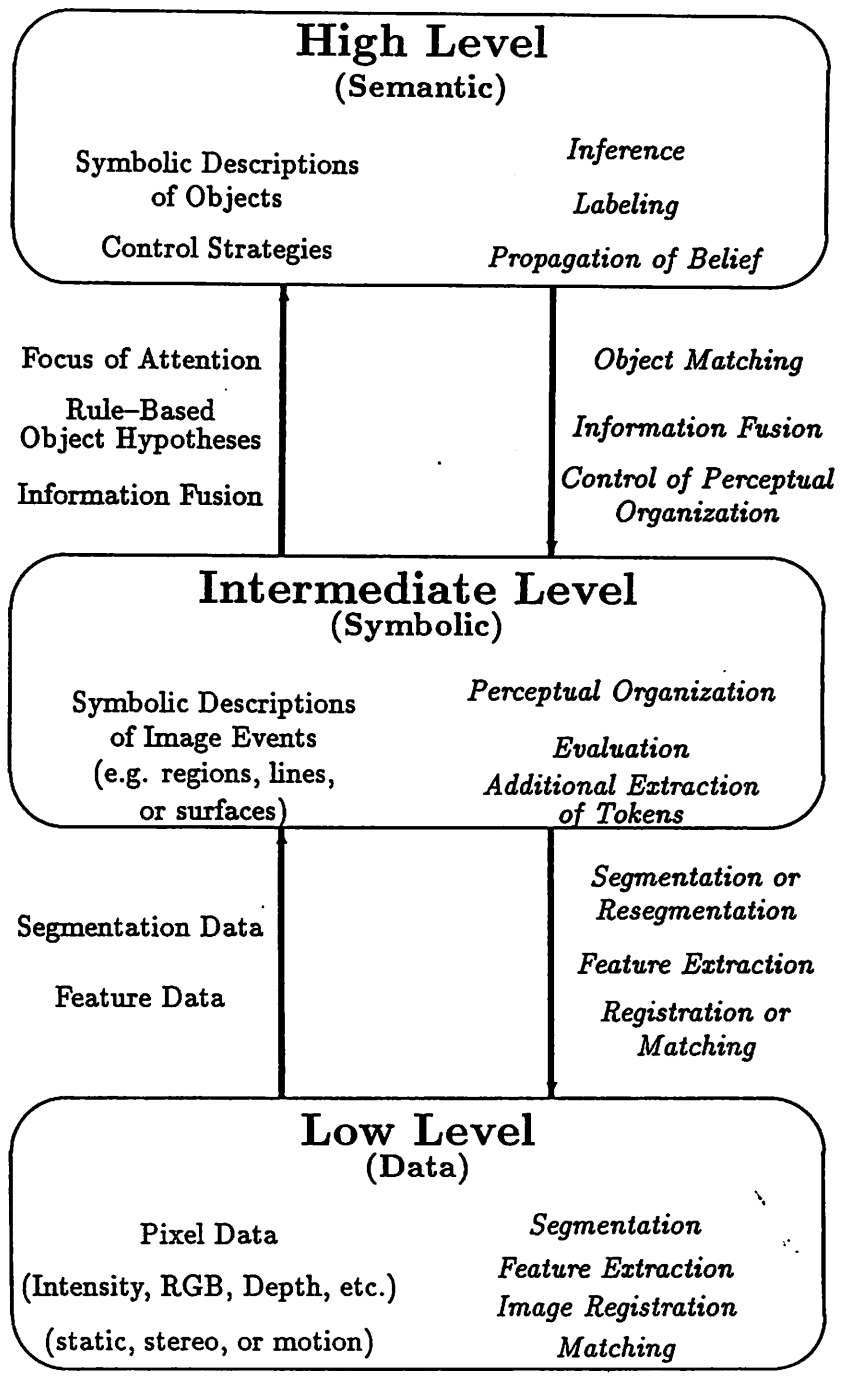 High Level
(Semantic)
Symbolic Descriptions
of Objects
Control Strategies
Inference
Labeling
Propagation of Belief
Focus of Attention
Rule–Based
Object Hypotheses
Information Fusion
Object Matching
Information Fusion
Control of Perceptual
Organization
Intermediate Level
(Symbolic)
Symbolic Descriptions
of Image Events
(e.g. regions, lines,
or surfaces)
Perceptual Organization
Evaluation
Additional Extraction
of Tokens
Segmentation Data
Feature Data
Segmentation or
Resegmentation
Feature Extraction
Registration or
Matching
Low Level
(Data)
Pixel Data
(Intensity, RGB, Depth, etc.)
(static, stereo, or motion)
Segmentation
Feature Extraction
Image Registration
Matching